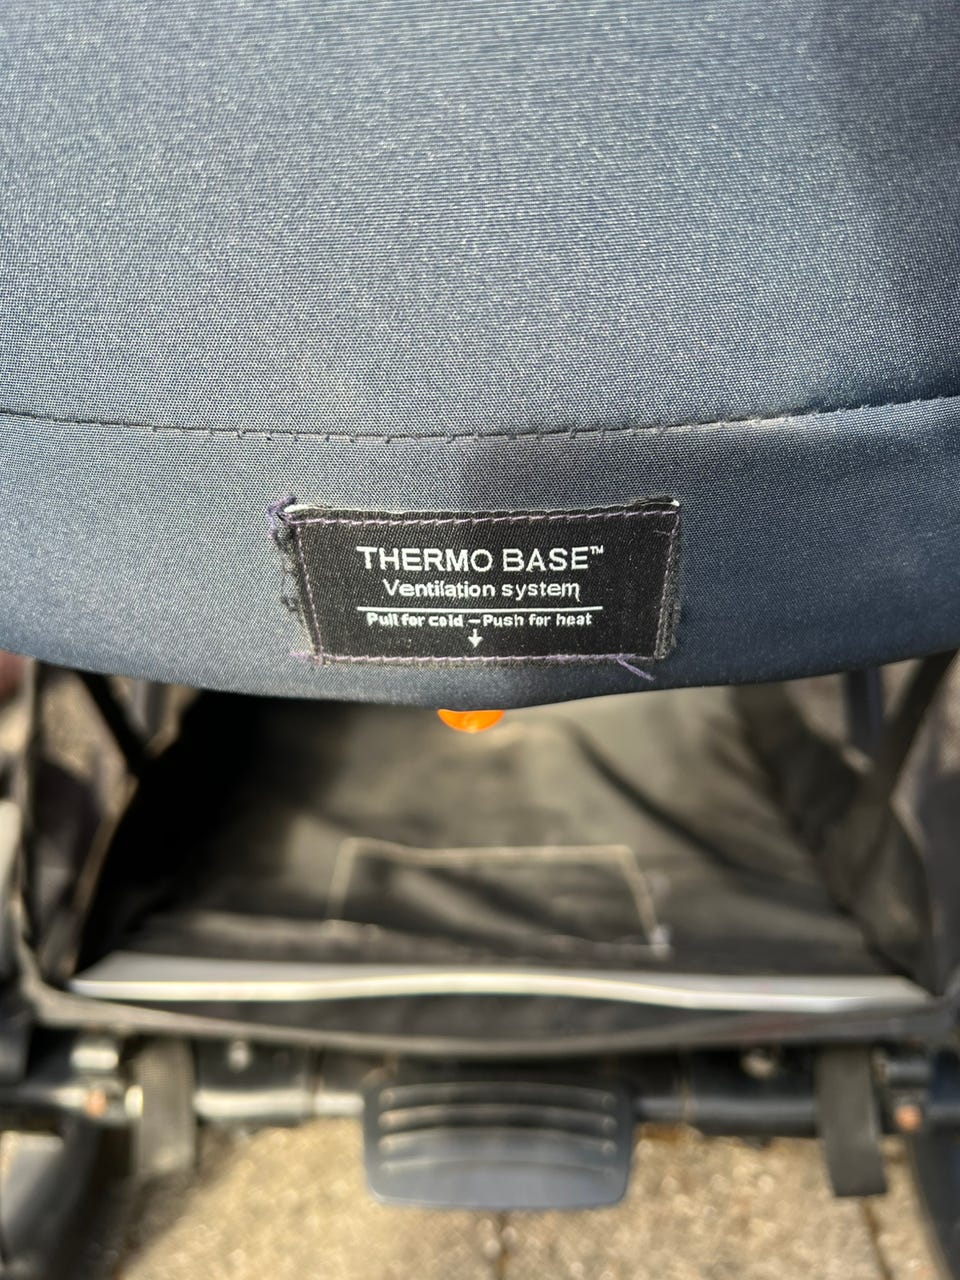 THERMO BASE™
Ventilation system
Pull for cold – Push for heat
↓